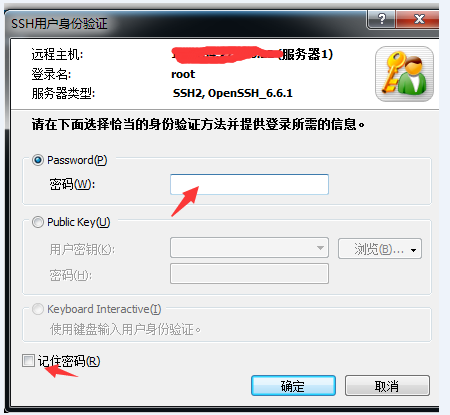 SSH用户身份验证
远程主机: (服务器1)
登录名: root
服务器类型: SSH2, OpenSSH_6.6.1
请在下面选择恰当的身份验证方法并提供登录所需的信息。
Password(P)
密码(W):
Public Key(U)
用户密钥(K): 浏览(B)...
密码(H):
Keyboard Interactive(I)
使用键盘输入用户身份验证。
记住密码(R)
确定 取消